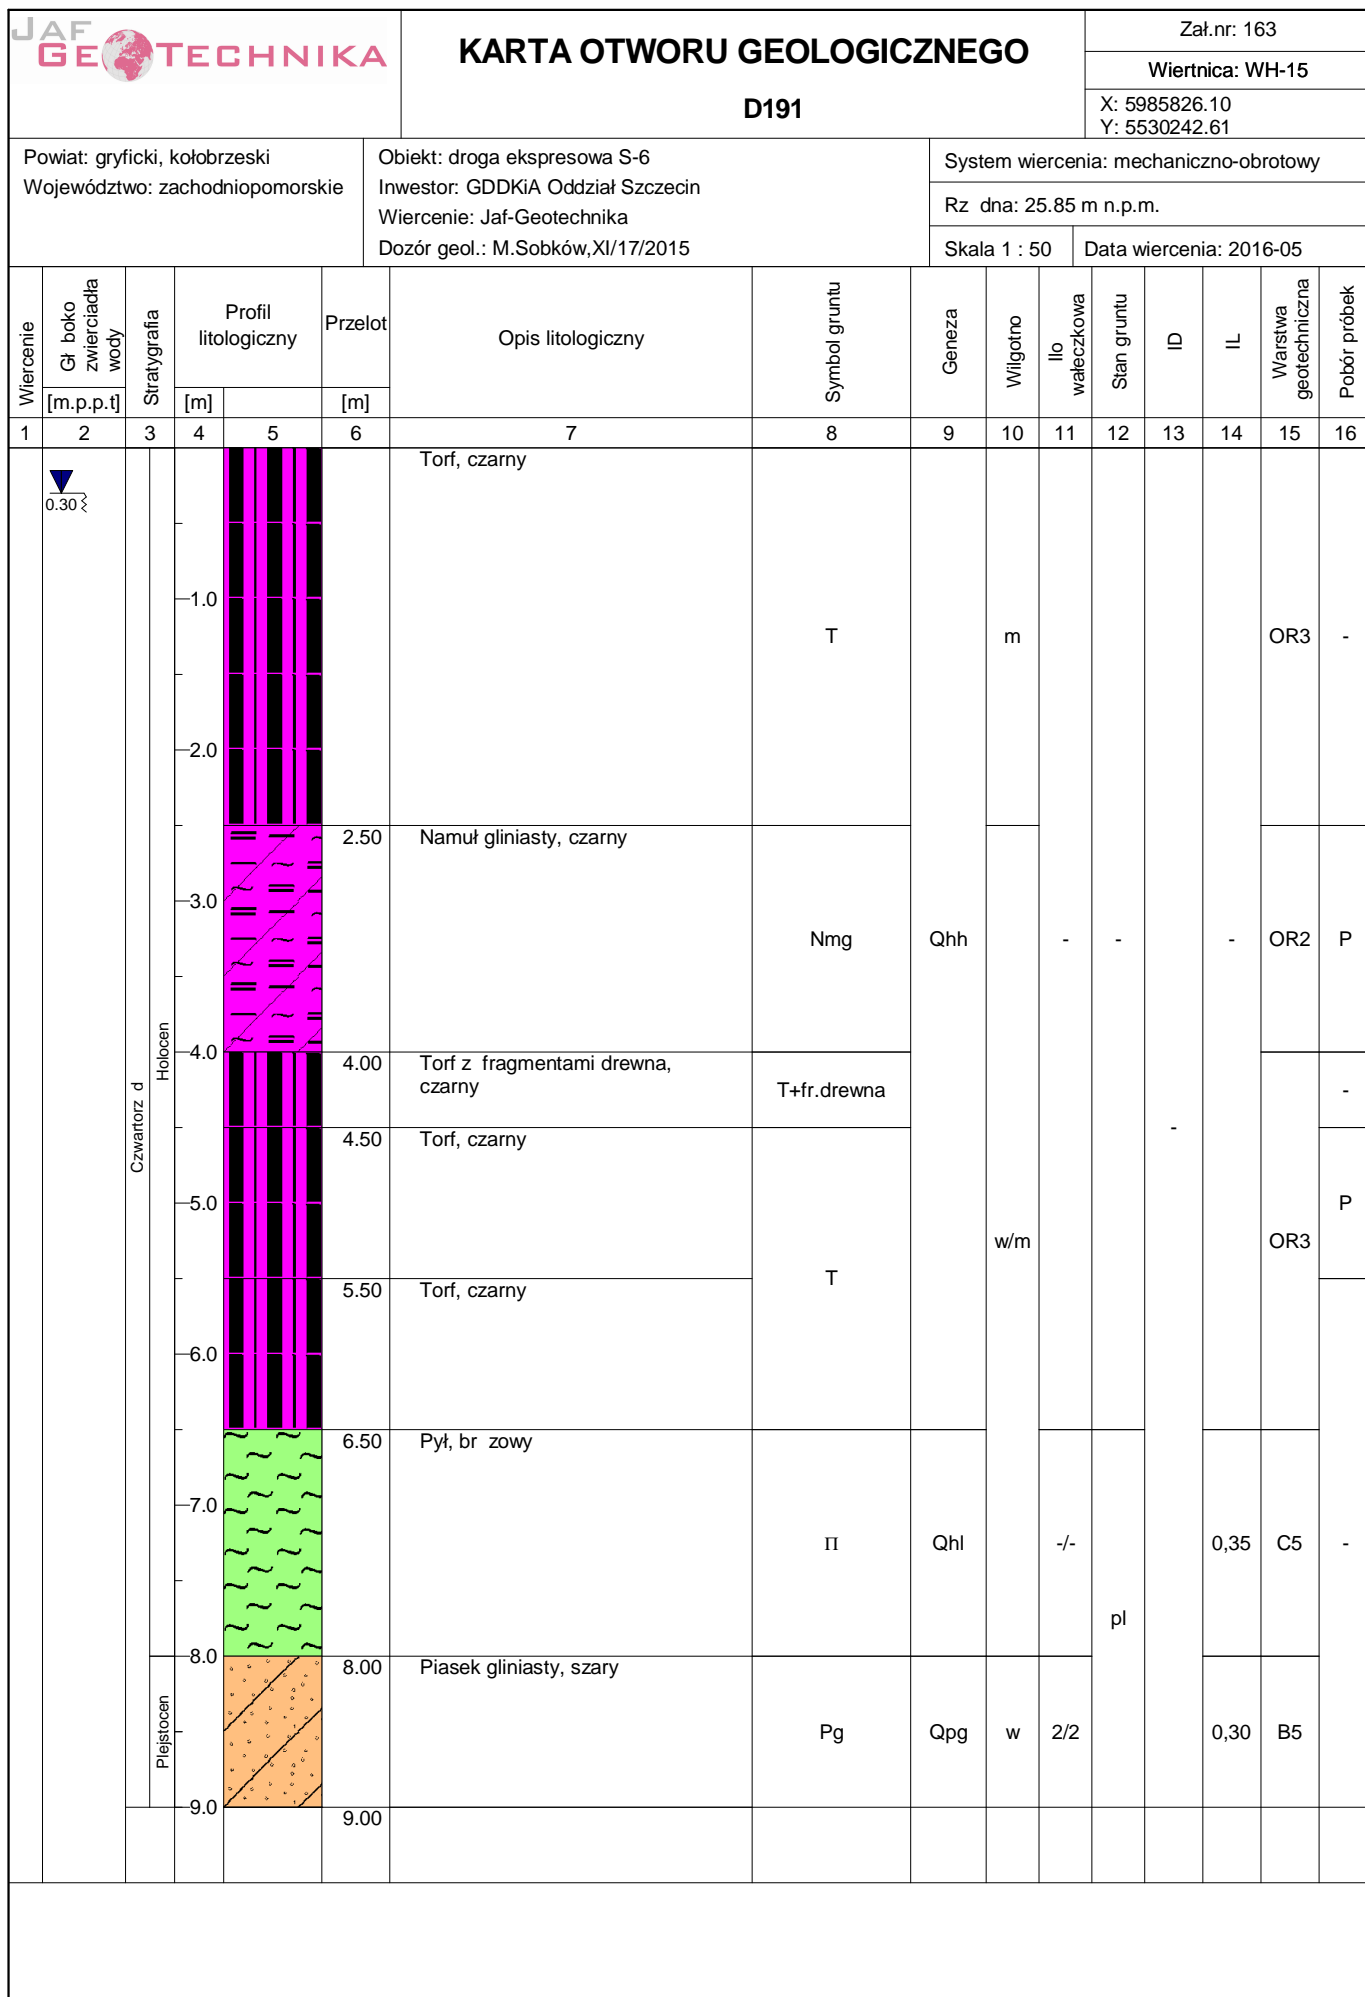 JAF
GEOTECHNIKA
KARTA OTWORU GEOLOGICZNEGO
D191
Zał.nr: 163
Wiertnica: WH-15
X: 5985826.10
Y: 5530242.61
Powiat: gryficki, kołobrzeski
Województwo: zachodniopomorskie
Obiekt: droga ekspresowa S-6
Inwestor: GDDKiA Oddział Szczecin
Wiercenie: Jaf-Geotechnika
Dozór geol.: M.Sobków,XI/17/2015
System wiercenia: mechaniczno-obrotowy
Rz dna: 25.85 m n.p.m.
Skala 1 : 50
Data wiercenia: 2016-05
Wiercenie
Gł boko
zwierciadła
wody
[m.p.p.t]
Stratygrafia
Profil
litologiczny
[m]
Przelot
[m]
Opis litologiczny
Symbol gruntu
Geneza
Wilgotno
Ilo
wałeczkowa
Stan gruntu
ID
IL
Warstwa
geotechniczna
Pobór próbek
1 2 3 4 5 6 7 8 9 10 11 12 13 14 15 16
Torf, czarny
0.30
1.0
T m OR3 -
2.0
2.50 Namuł gliniasty, czarny
3.0
Nmg Qhh - - - OR2 P
Holocen
4.0
4.00 Torf z fragmentami drewna,
czarny
T+fr.drewna -
Czwartorz d
4.50 Torf, czarny
-
5.0
P
w/m OR3
T
5.50 Torf, czarny
6.0
6.50 Pył, br zowy
7.0
Π Qhl -/- 0,35 C5 -
pl
8.0
8.00 Piasek gliniasty, szary
Plejstocen
Pg Qpg w 2/2 0,30 B5
9.0
9.00